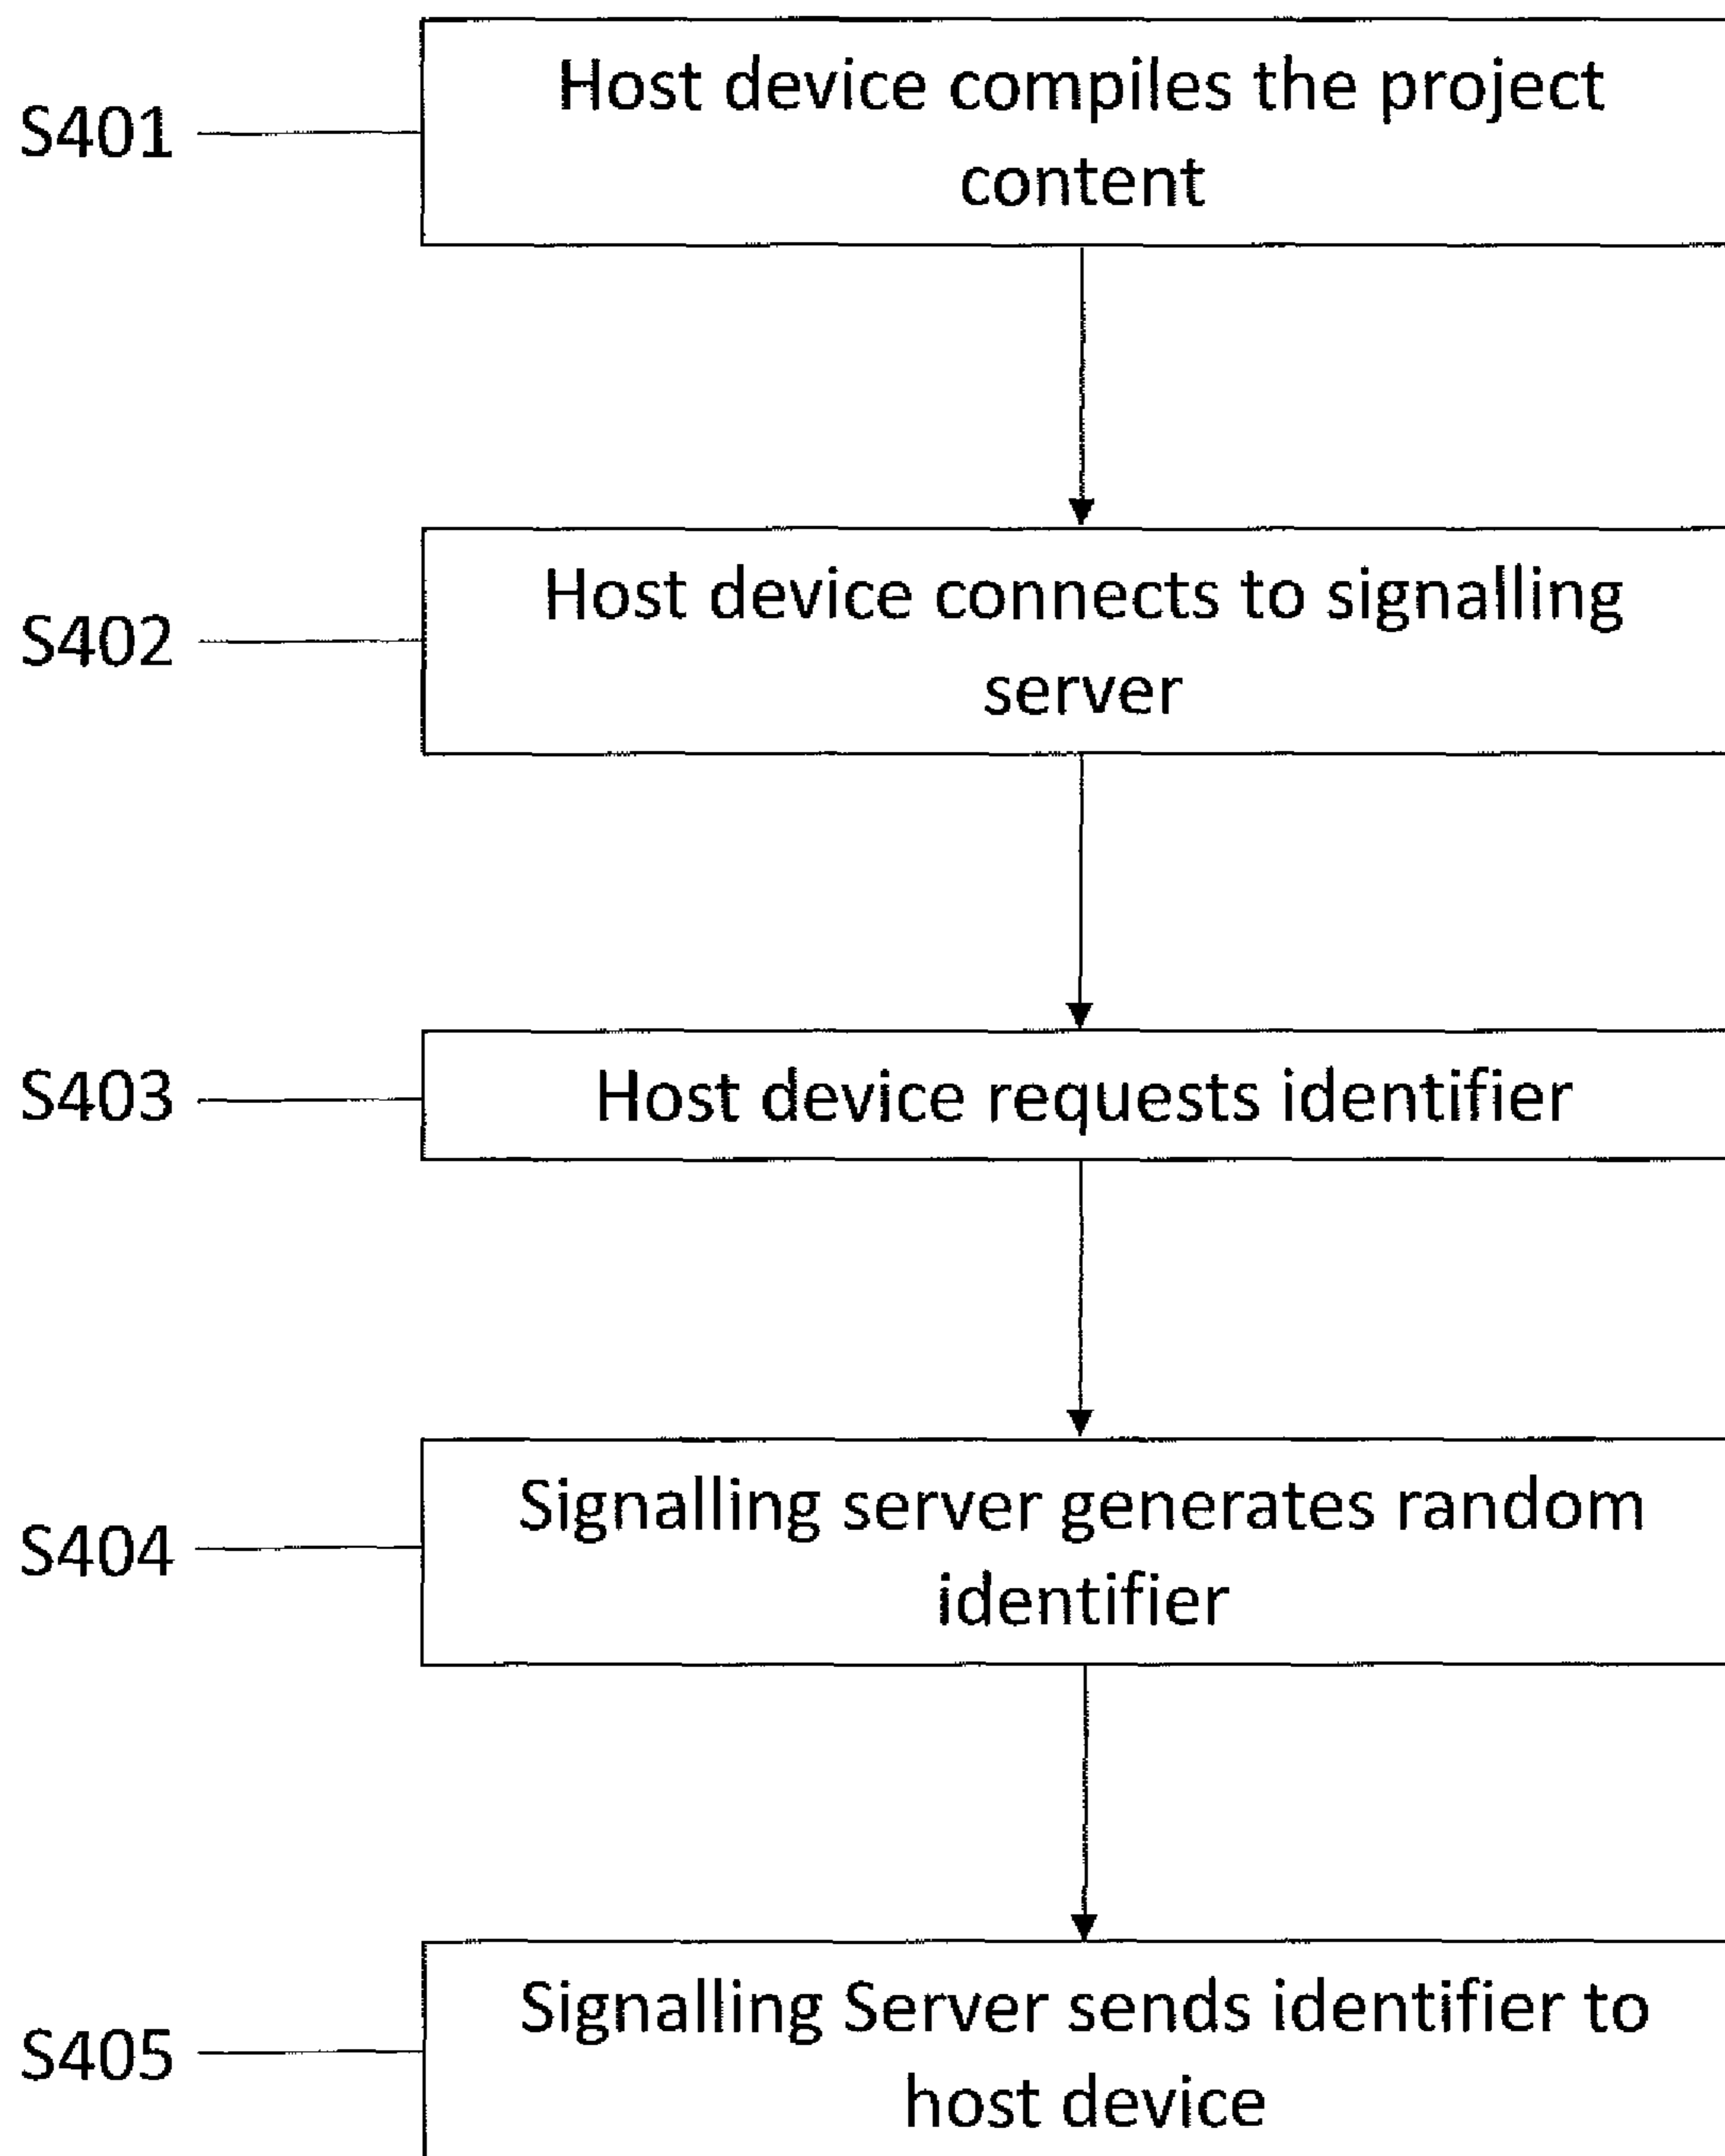 Host device compiles the project
content
S401
Host device connects to signalling
server
S402
S403
Host device requests identifier
Signalling server generates random
identifier
S404
Signalling Server sends identifier to
host device
S405